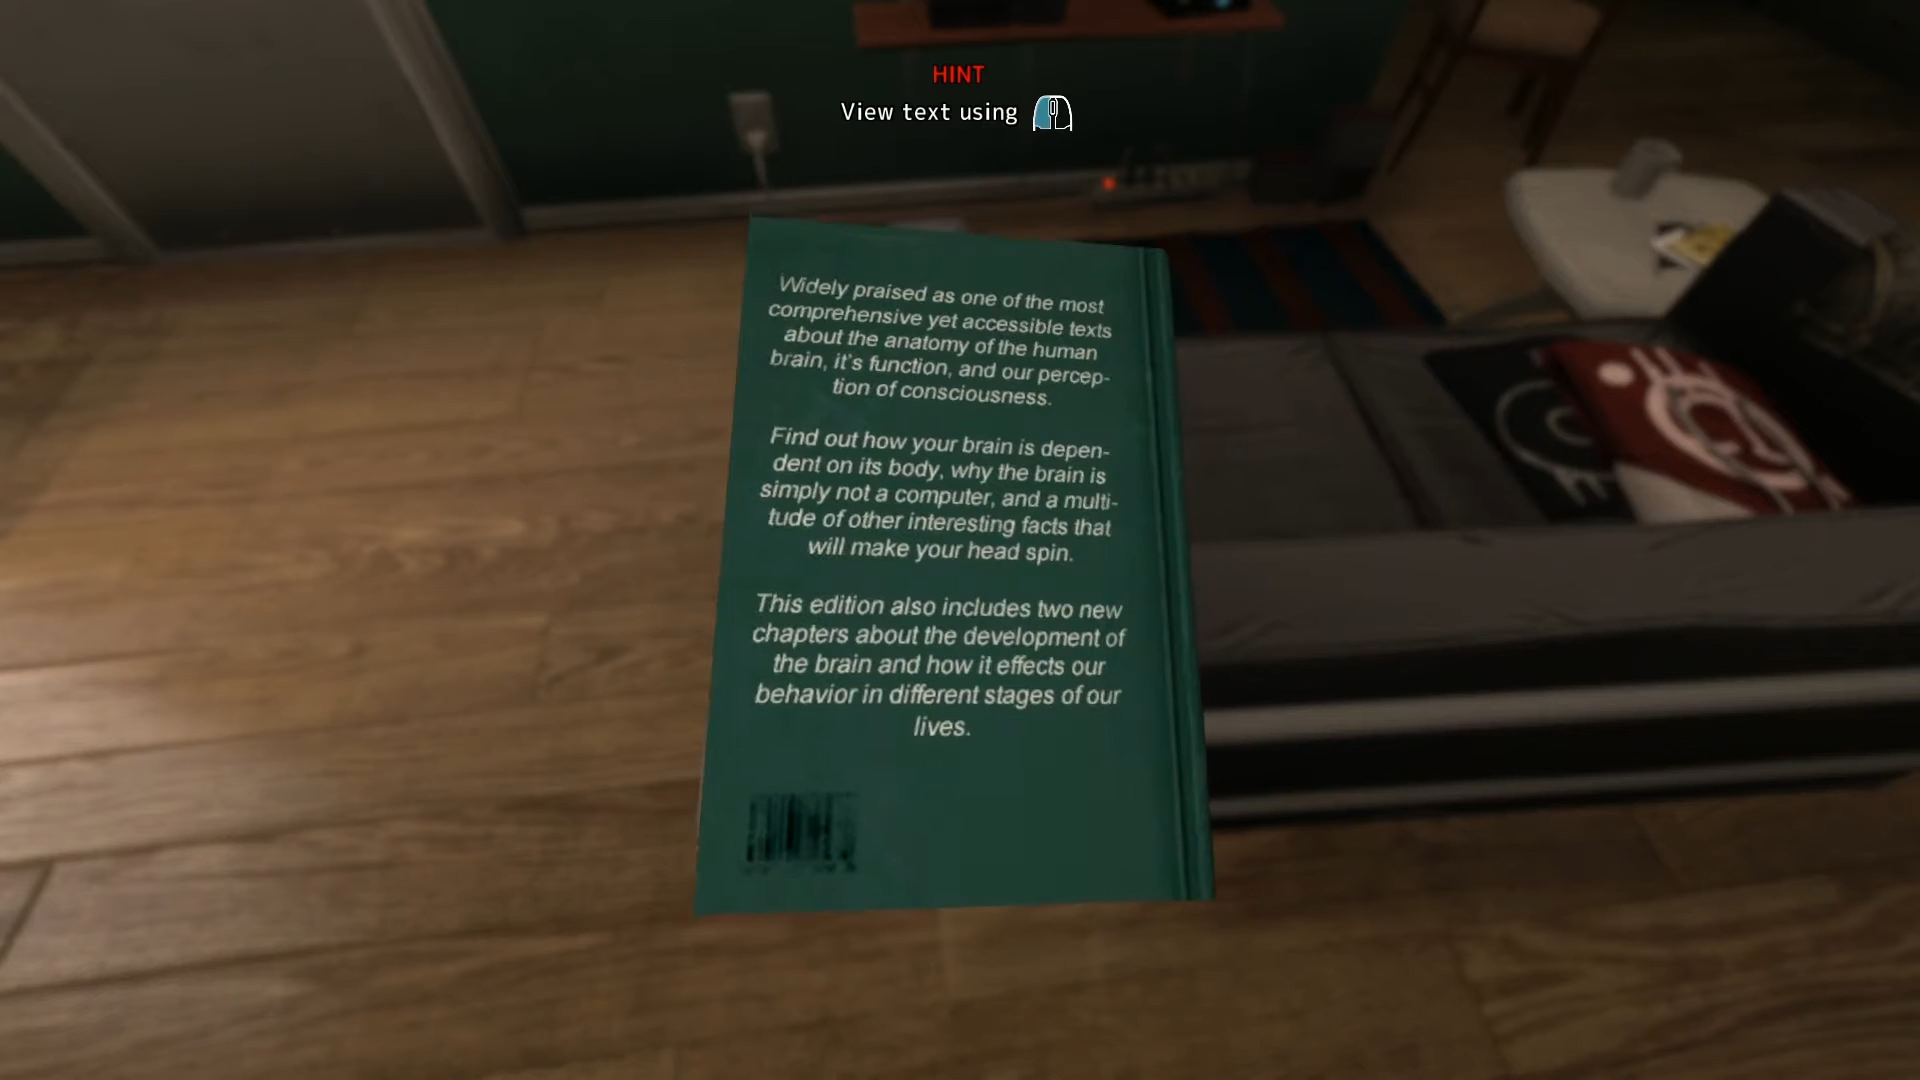 HINT
View text using
Widely praised as one of the most
comprehensive yet accessible texts
about the anatomy of the human
brain, it's function, and our percep-
tion of consciousness.
Find out how your brain is depen-
dent on its body, why the brain is
simply not a computer, and a multi-
tude of other interesting facts that
will make your head spin.
This edition also includes two new
chapters about the development of
the brain and how it effects our
behavior in different stages of our
lives.